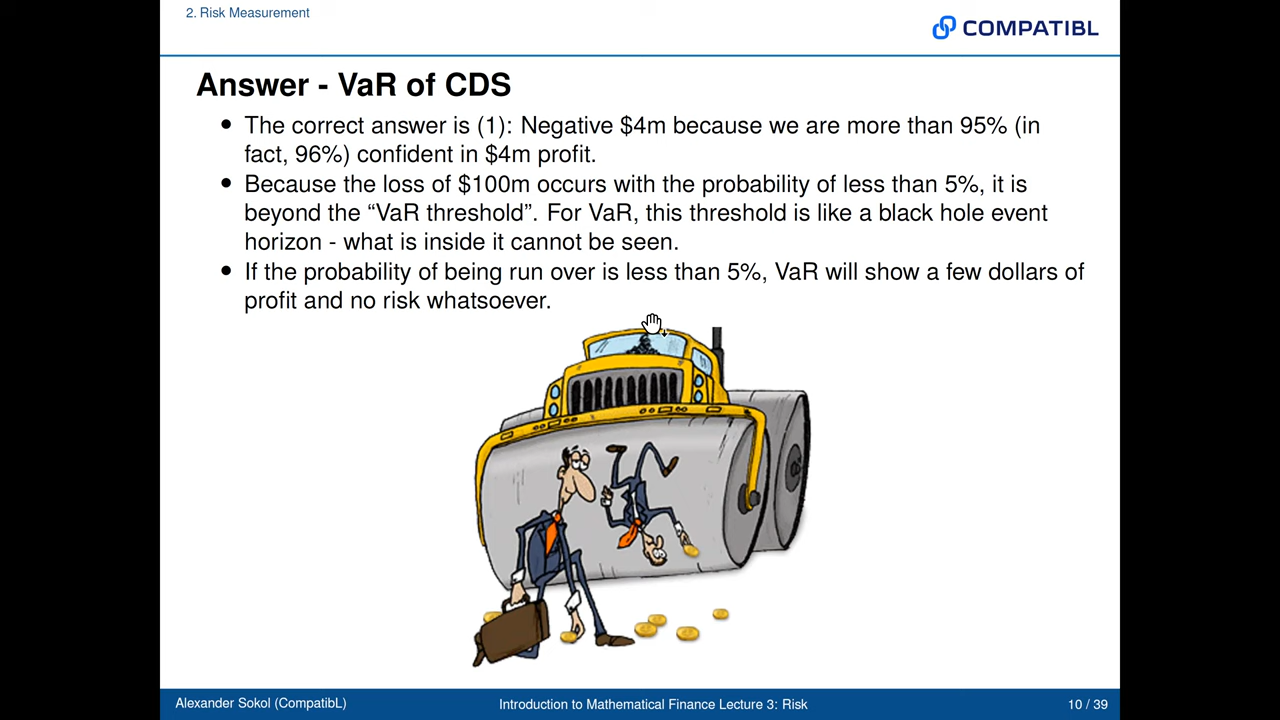 2. Risk Measurement
COMPATIBL
Answer - VaR of CDS
• The correct answer is (1): Negative $4m because we are more than 95% (in
fact, 96%) confident in $4m profit.
• Because the loss of $100m occurs with the probability of less than 5%, it is
beyond the “VaR threshold”. For VaR, this threshold is like a black hole event
horizon - what is inside it cannot be seen.
• If the probability of being run over is less than 5%, VaR will show a few dollars of
profit and no risk whatsoever.
Alexander Sokol (CompatibL)
Introduction to Mathematical Finance Lecture 3: Risk
10 / 39